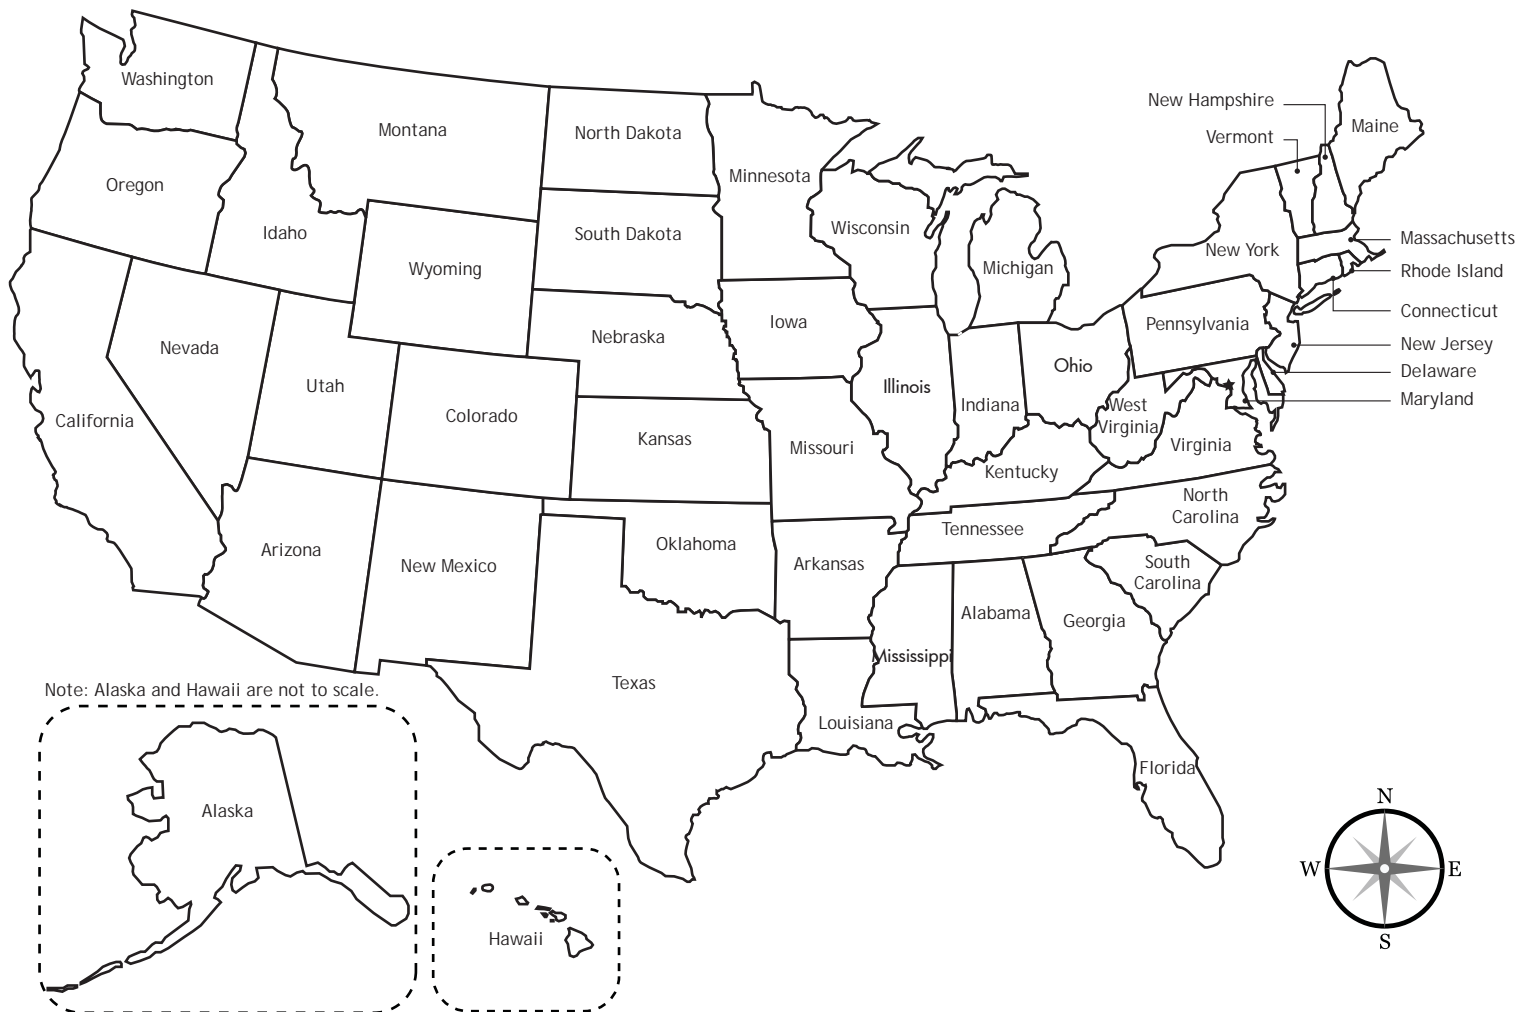 Washington
Montana
North Dakota
Minnesota
New Hampshire
Vermont
Maine
Oregon
Idaho
Wyoming
South Dakota
Wisconsin
Michigan
New York
Massachusetts
Rhode Island
Connecticut
New Jersey
Delaware
Maryland
Nevada
Utah
Colorado
Nebraska
Iowa
Illinois
Indiana
Ohio
Pennsylvania
California
Kansas
Missouri
Kentucky
West
Virginia
Virginia
Arizona
New Mexico
Oklahoma
Arkansas
Tennessee
North
Carolina
South
Carolina
Texas
Louisiana
Mississippi
Alabama
Georgia
Florida
Note: Alaska and Hawaii are not to scale.
Alaska
Hawaii
N
W
E
S